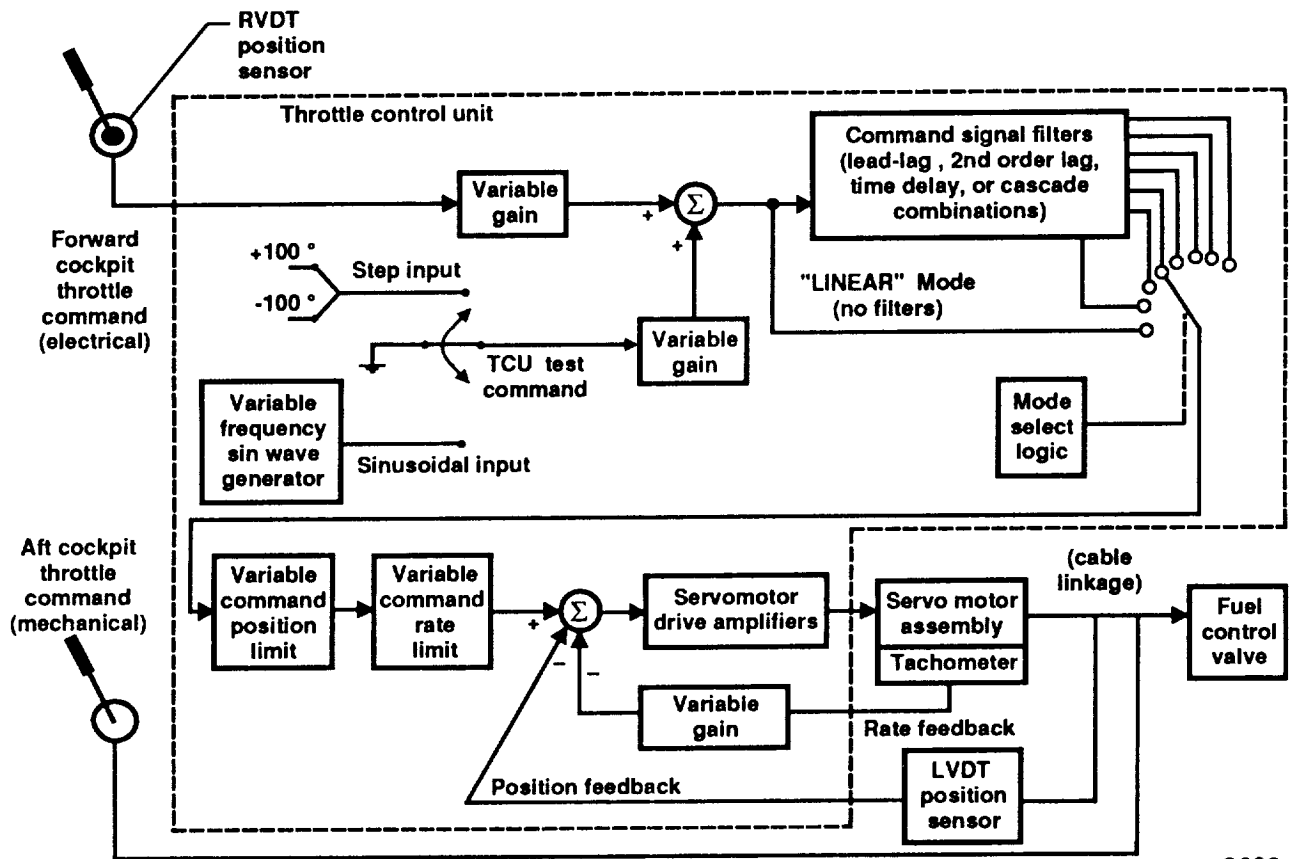 RVDT
position
sensor
Throttle control unit
Command signal filters
(lead-lag , 2nd order lag,
time delay, or cascade
combinations)
Variable
gain
Σ
+
+
Forward
cockpit
throttle
command
(electrical)
+100 °
-100 °
Step input
"LINEAR" Mode
(no filters)
TCU test
command
Variable
gain
Mode
select
logic
Variable
frequency
sin wave
generator
Sinusoidal input
Aft cockpit
throttle
command
(mechanical)
Variable
command
position
limit
Variable
command
rate
limit
Σ
+
–
–
Servomotor
drive amplifiers
Servo motor
assembly
Tachometer
(cable
linkage)
Fuel
control
valve
Variable
gain
Rate feedback
Position feedback
LVDT
position
sensor